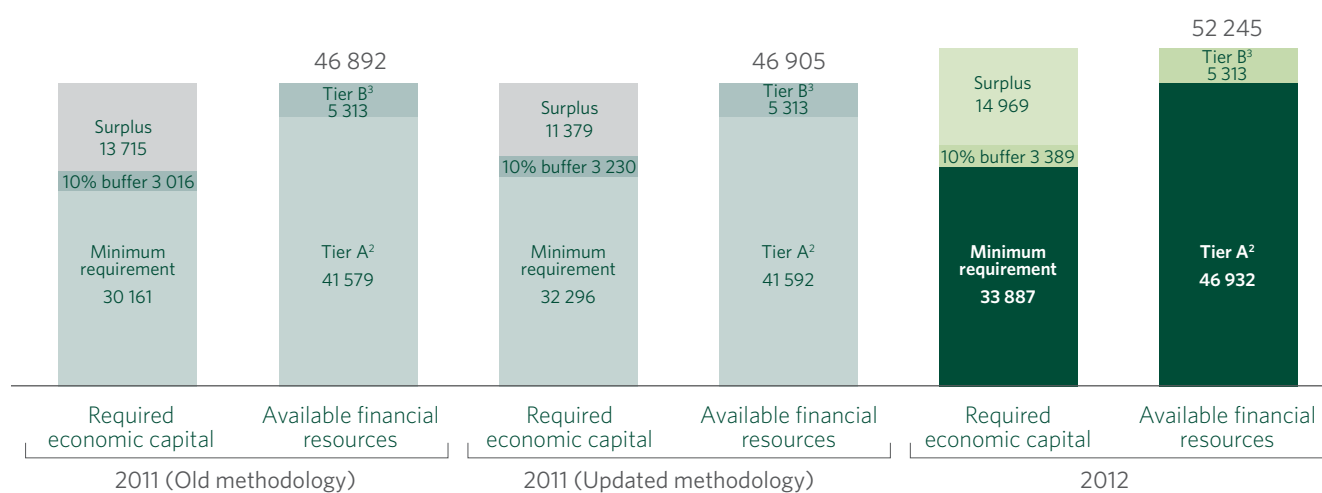 46 892
Surplus
13 715
10% buffer 3 016
Minimum
requirement
30 161
Tier B³
5 313
Tier A²
41 579
46 905
Surplus
11 379
10% buffer 3 230
Minimum
requirement
32 296
Tier B³
5 313
Tier A²
41 592
52 245
Surplus
14 969
10% buffer 3 389
Minimum
requirement
33 887
Tier B³
5 313
Tier A²
46 932
Required
economic capital
Available financial
resources
Required
economic capital
Available financial
resources
Required
economic capital
Available financial
resources
2011 (Old methodology)
2011 (Updated methodology)
2012